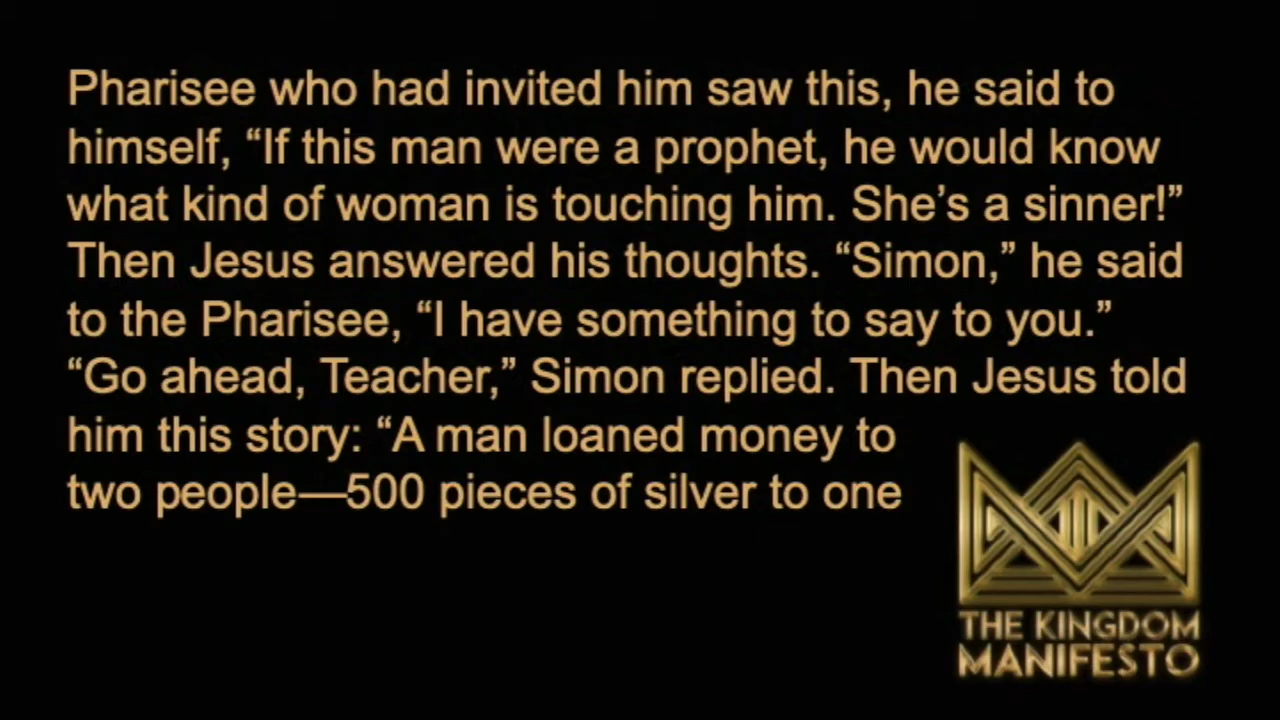 Pharisee who had invited him saw this, he said to
himself, “If this man were a prophet, he would know
what kind of woman is touching him. She’s a sinner!”
Then Jesus answered his thoughts. “Simon,” he said
to the Pharisee, “I have something to say to you.”
“Go ahead, Teacher,” Simon replied. Then Jesus told
him this story: “A man loaned money to
two people—500 pieces of silver to one
THE KINGDOM
MANIFESTO